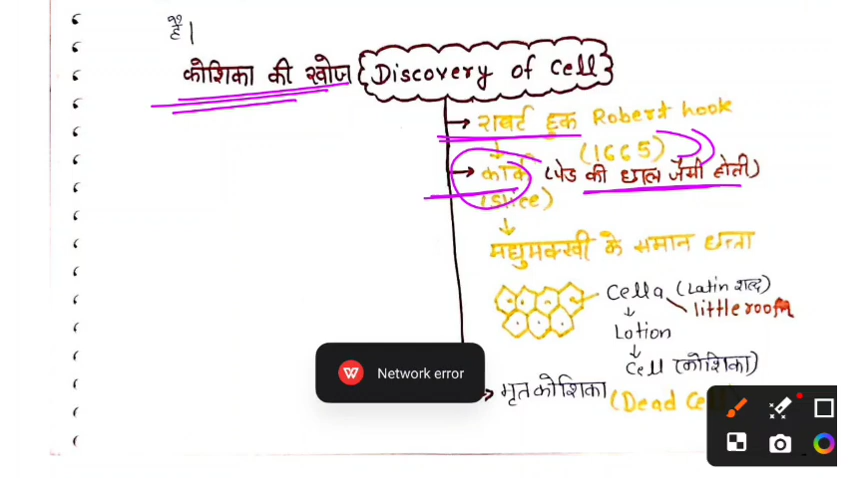 है|
कोशिका की खोज {Discovery of Cell}
राबर्ट हुक Robert hook
(1665)
कार्क (पेड की छाल जैसी होती)
(Slice)
मधुमक्खी के समान छत्ता
Cella (Latin शब्द)
little room
Lotion
Cell (कोशिका)
Network error
मृत कोशिका (Dead